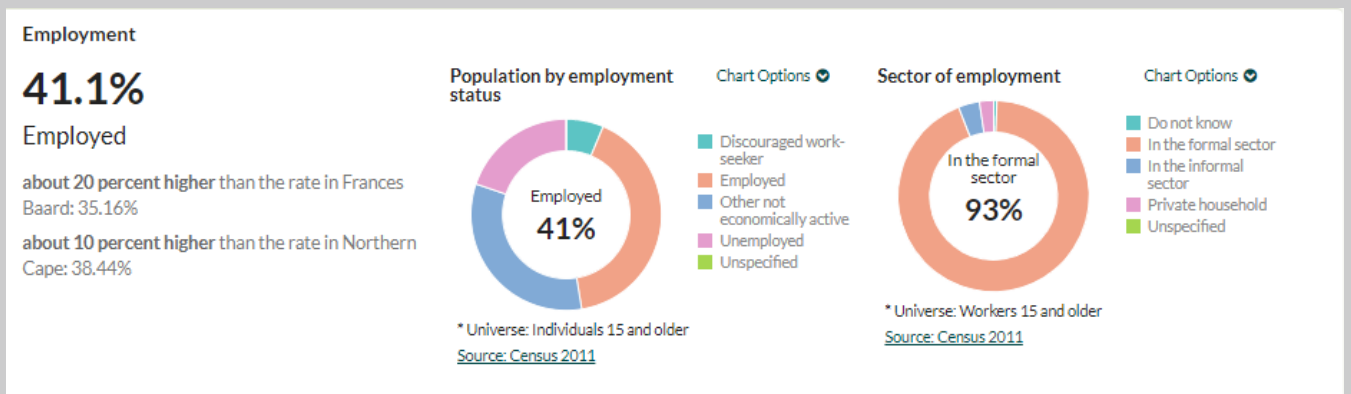 Employment
41.1%
Employed
about 20 percent higher than the rate in Frances
Baard: 35.16%
about 10 percent higher than the rate in Northern
Cape: 38.44%
Population by employment
status
Chart Options
Employed
41%
Discouraged work-
seeker
Employed
Other not
economically active
Unemployed
Unspecified
* Universe: Individuals 15 and older
Source: Census 2011
Sector of employment
Chart Options
In the formal
sector
93%
Do not know
In the formal sector
In the informal
sector
Private household
Unspecified
* Universe: Workers 15 and older
Source: Census 2011